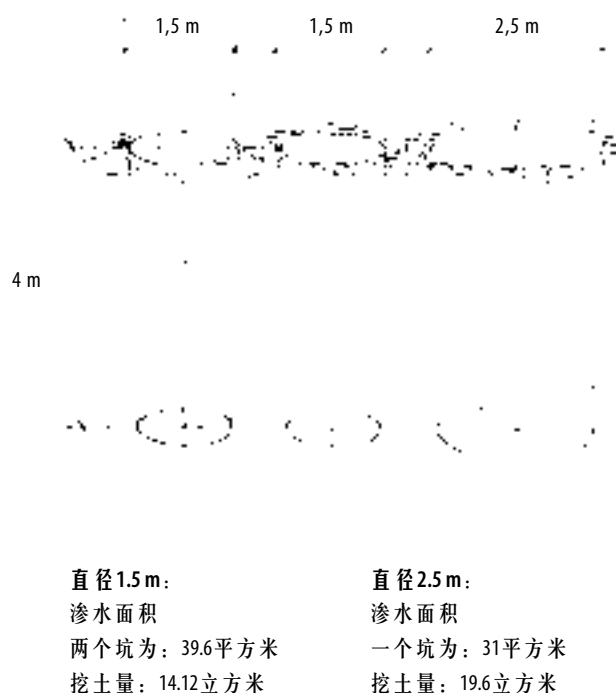 1,5 m 1,5 m 2,5 m
4 m
直径1.5 m：
渗水面积
两个坑为：39.6平方米
挖土量：14.12立方米
直径2.5 m：
渗水面积
一个坑为：31平方米
挖土量：19.6立方米